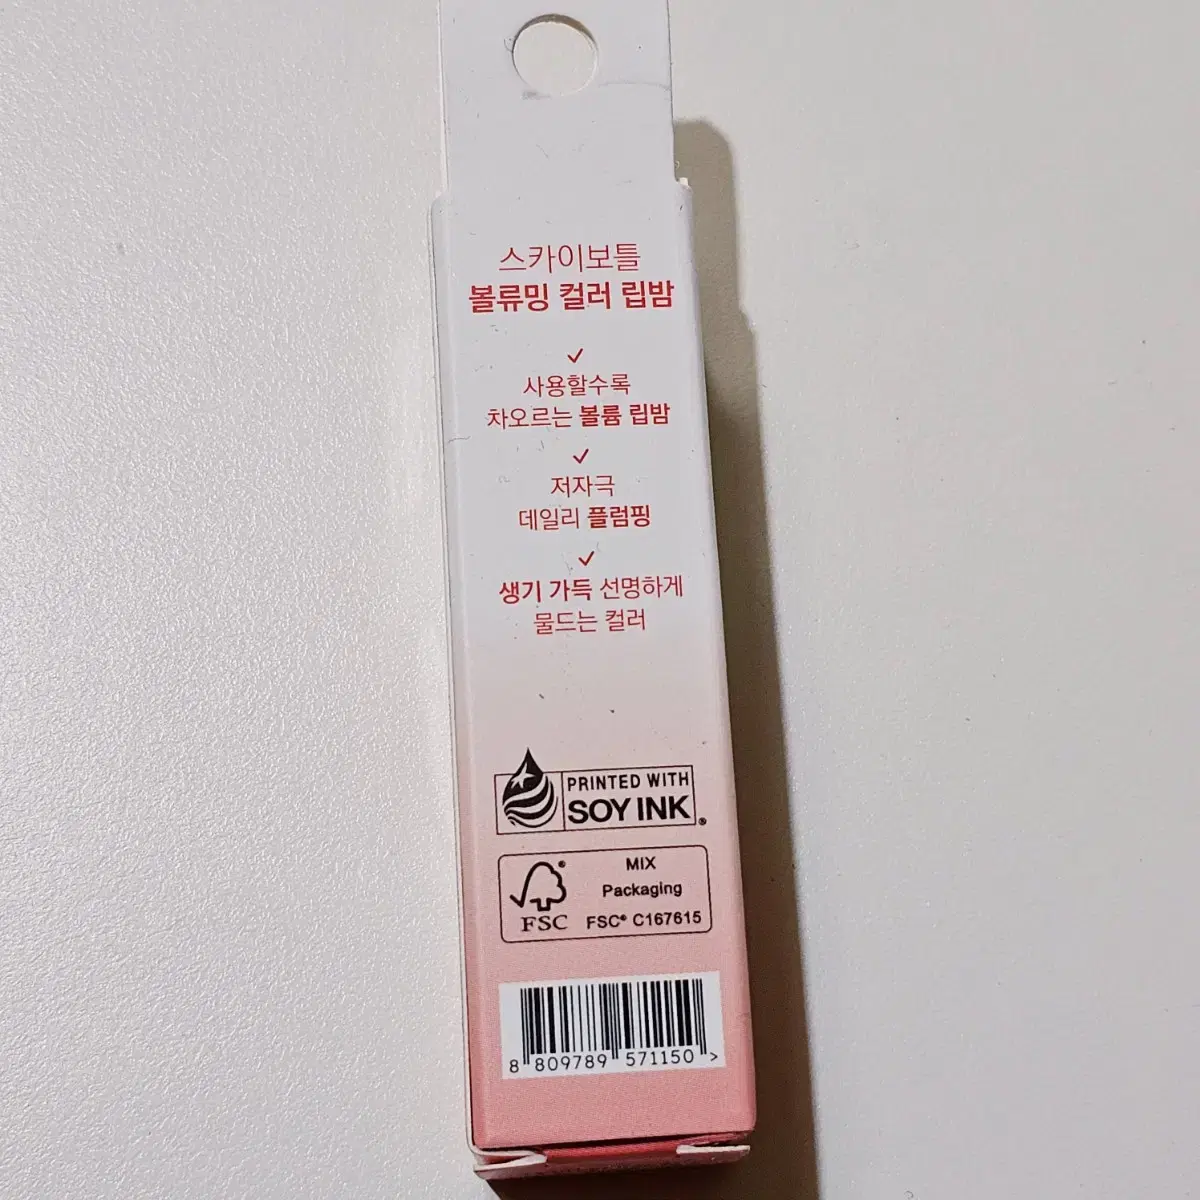 스카이보틀
볼류밍 컬러 립밤
사용할수록
차오르는 볼륨 립밤
저자극
데일리 플럼핑
생기 가득 선명하게
물드는 컬러
PRINTED WITH
SOY INK
MIX
Packaging
FSC
FSC® C167615
8 809789 571150 >